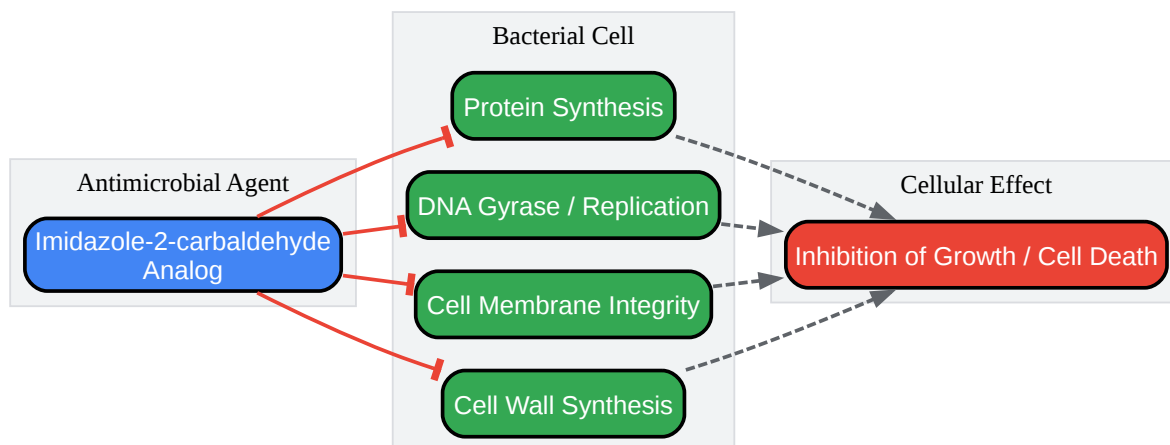 Bacterial Cell
Protein Synthesis
Antimicrobial Agent
Cellular Effect
DNA Gyrase / Replication
Imidazole-2-carbaldehyde
Analog
Inhibition of Growth / Cell Death
Cell Membrane Integrity
Cell Wall Synthesis